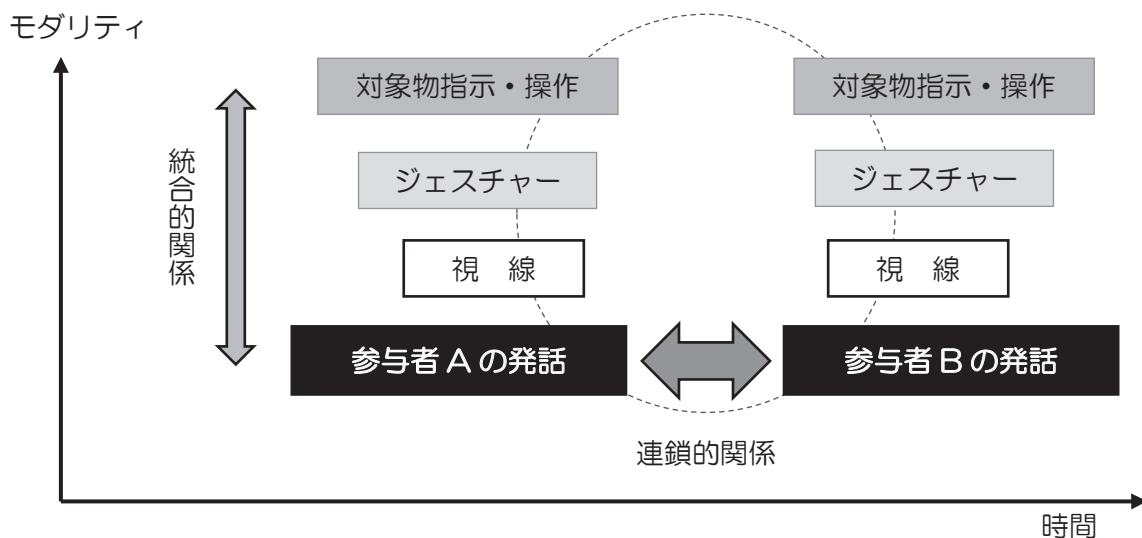 モダリティ
対象物指示・操作
対象物指示・操作
統合的関係
ジェスチャー
ジェスチャー
視　線
視　線
参与者 A の発話
参与者 B の発話
連鎖的関係
時間